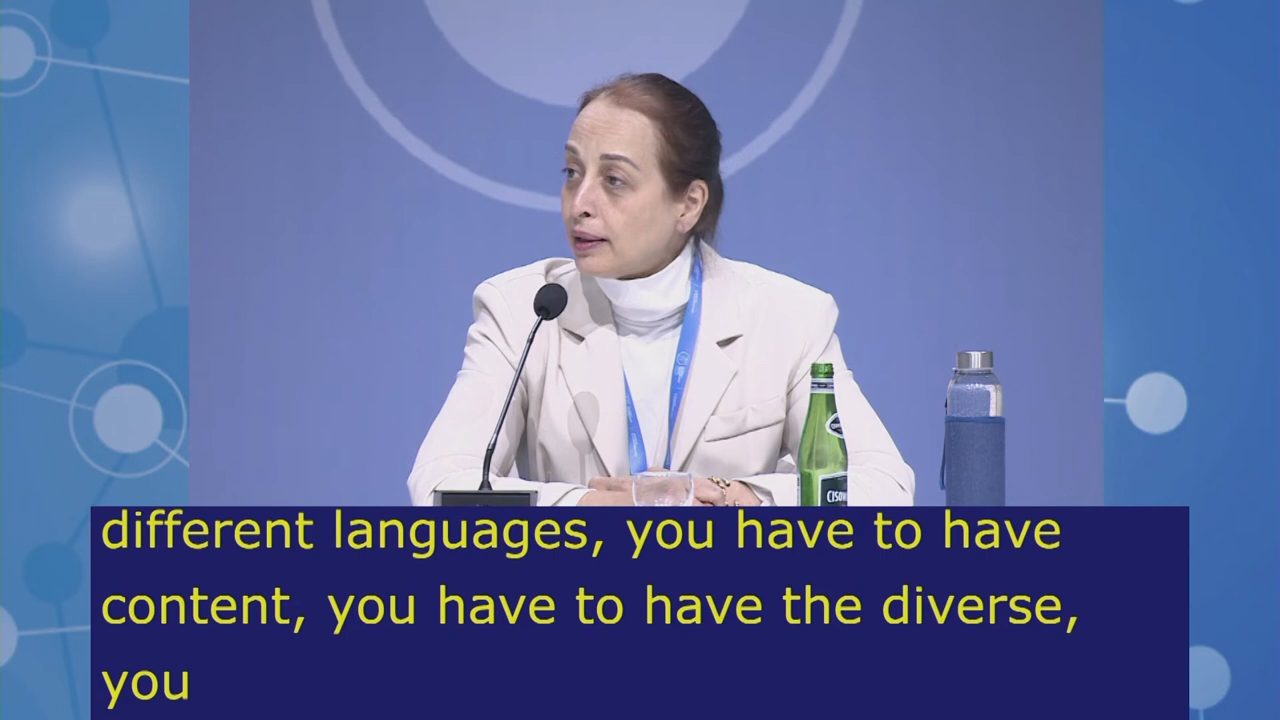 different languages, you have to have
content, you have to have the diverse,
you